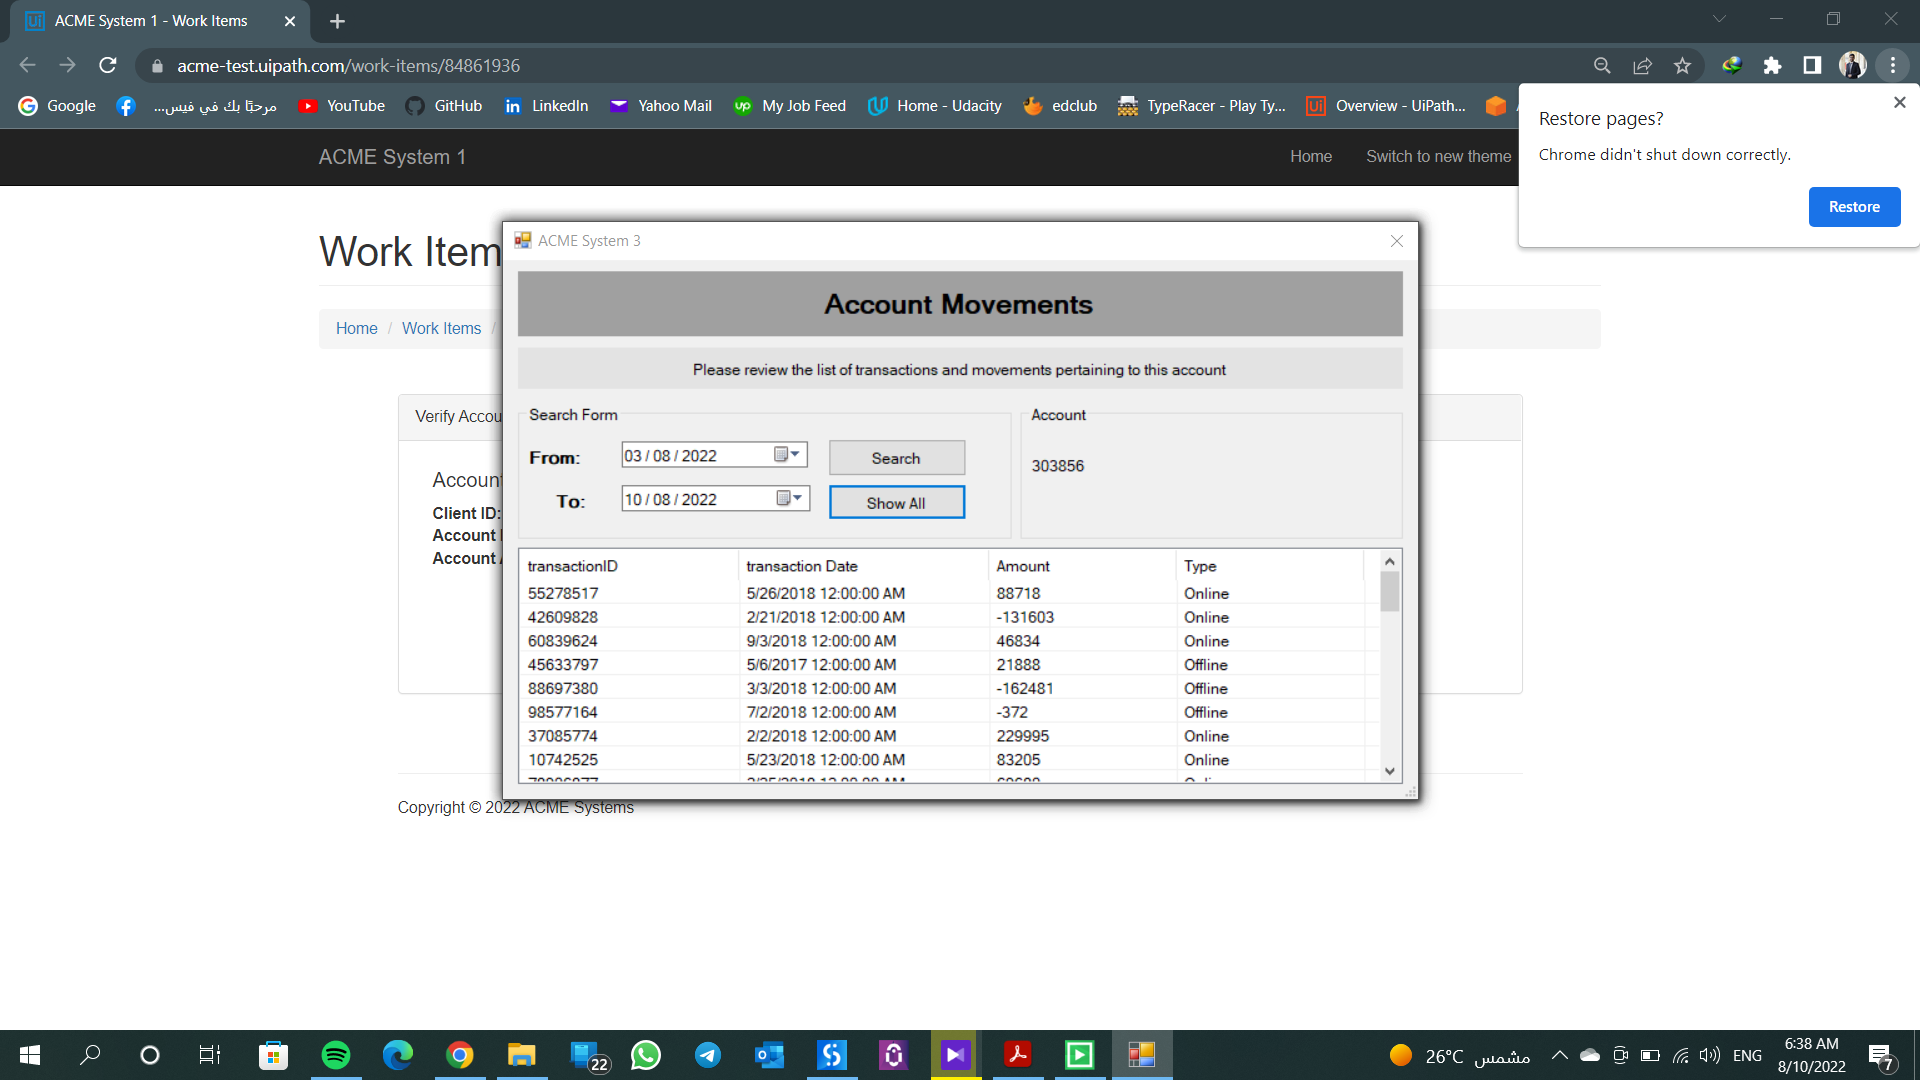 ACME System 1 - Work Items
acme-test.uipath.com/work-items/84861936
Google
مرحبًا بك في فيس...
YouTube
GitHub
LinkedIn
Yahoo Mail
My Job Feed
Home - Udacity
edclub
TypeRacer - Play Ty...
Overview - UiPath...
Restore pages?
Chrome didn't shut down correctly.
Restore
ACME System 1
Home
Switch to new theme
Work Item
Home / Work Items /
Verify Accou
Account
Client ID:
Account
Account A
ACME System 3
Account Movements
Please review the list of transactions and movements pertaining to this account
Search Form
From: 03 / 08 / 2022 Search
To: 10 / 08 / 2022 Show All
Account
303856
transactionID transaction Date Amount Type
55278517 5/26/2018 12:00:00 AM 88718 Online
42609828 2/21/2018 12:00:00 AM -131603 Online
60839624 9/3/2018 12:00:00 AM 46834 Online
45633797 5/6/2017 12:00:00 AM 21888 Offline
88697380 3/3/2018 12:00:00 AM -162481 Offline
98577164 7/2/2018 12:00:00 AM -372 Offline
37085774 2/2/2018 12:00:00 AM 229995 Online
10742525 5/23/2018 12:00:00 AM 83205 Online
Copyright © 2022 ACME Systems
22
26°C مشمس
ENG
6:38 AM
8/10/2022
7